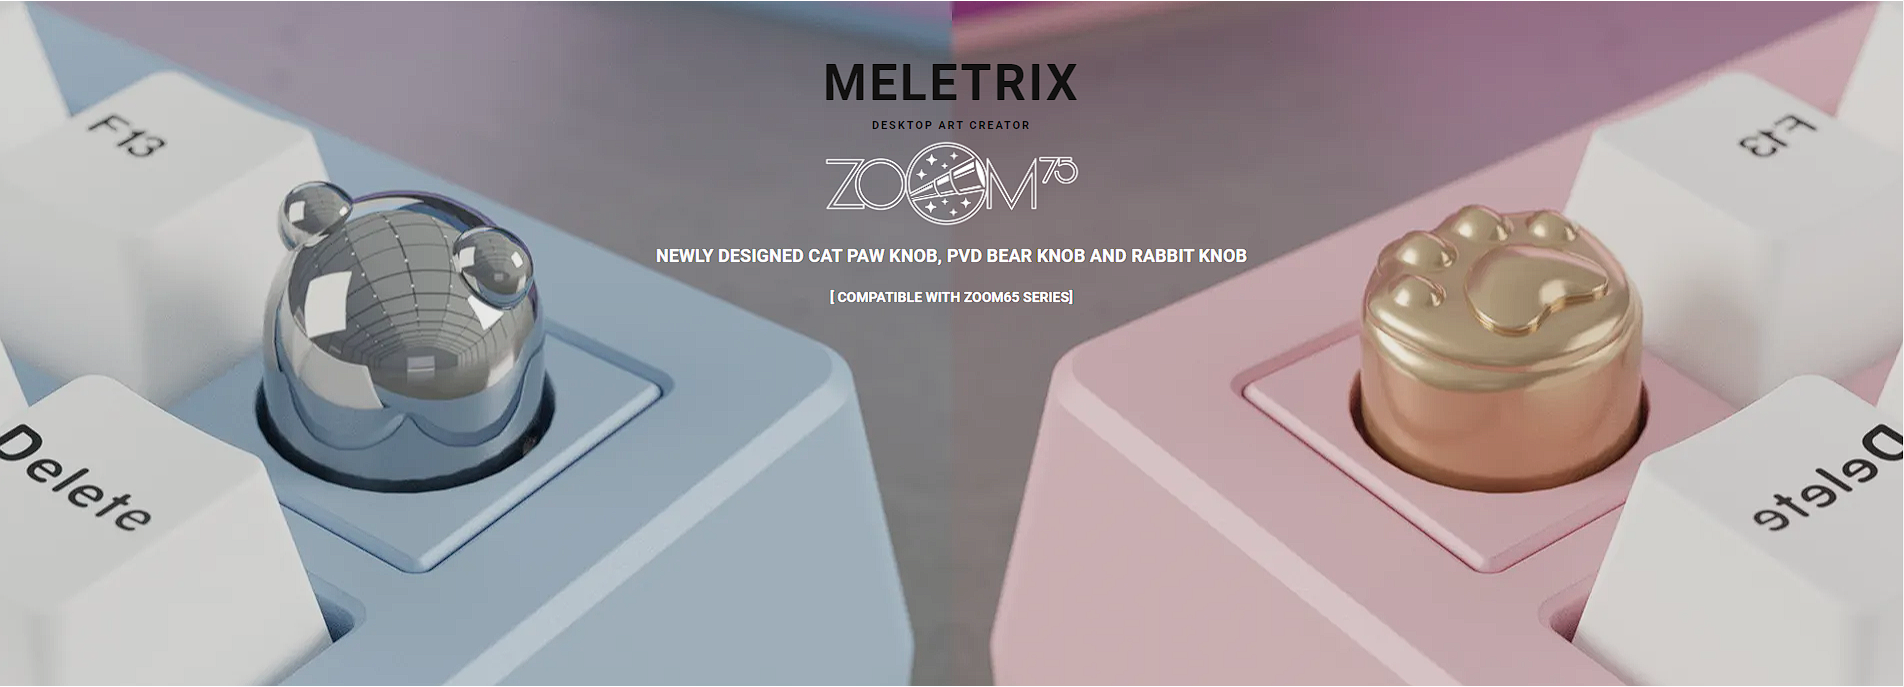 MELETRIX
DESKTOP ART CREATOR
ZOOM75
NEWLY DESIGNED CAT PAW KNOB, PVD BEAR KNOB AND RABBIT KNOB
[ COMPATIBLE WITH ZOOM65 SERIES]
F13
F13
Delete
Delete